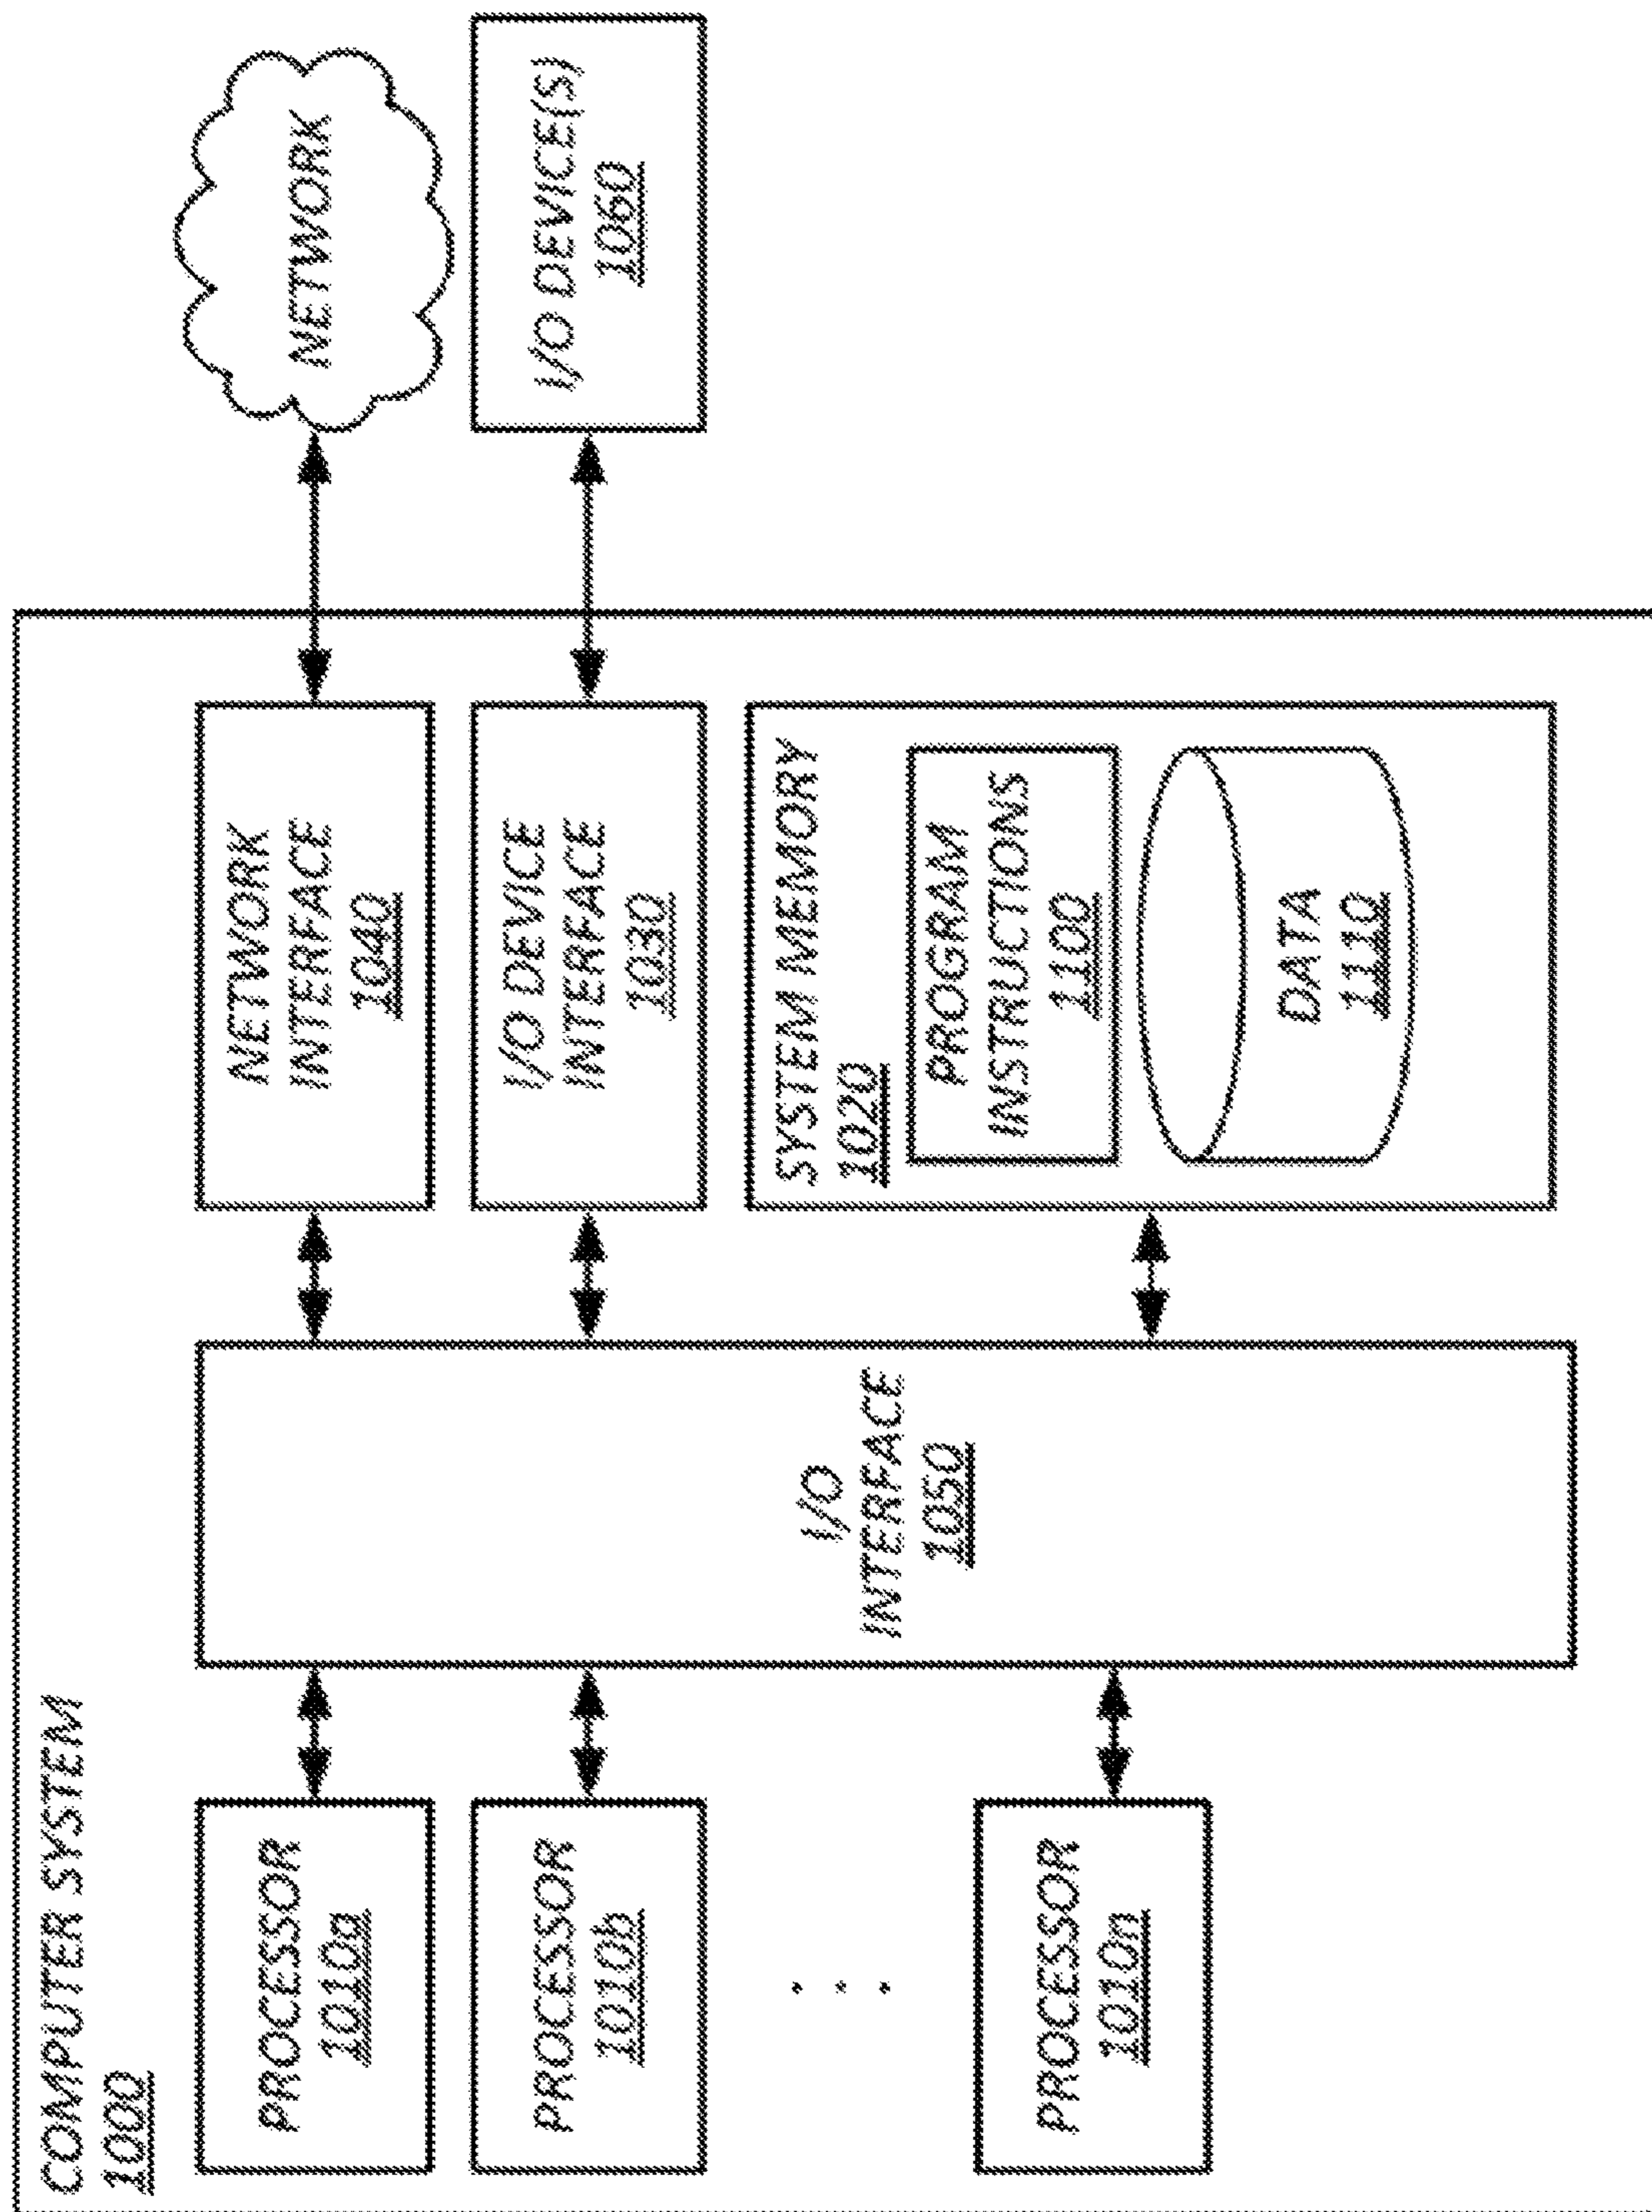 COMPUTER SYSTEM
1000
PROCESSOR
1010a
PROCESSOR
1010b
. . .
PROCESSOR
1010n
I/O
INTERFACE
1050
NETWORK
INTERFACE
1040
I/O DEVICE
INTERFACE
1030
SYSTEM MEMORY
1020
PROGRAM
INSTRUCTIONS
1100
DATA
1110
NETWORK
I/O DEVICE(S)
1060